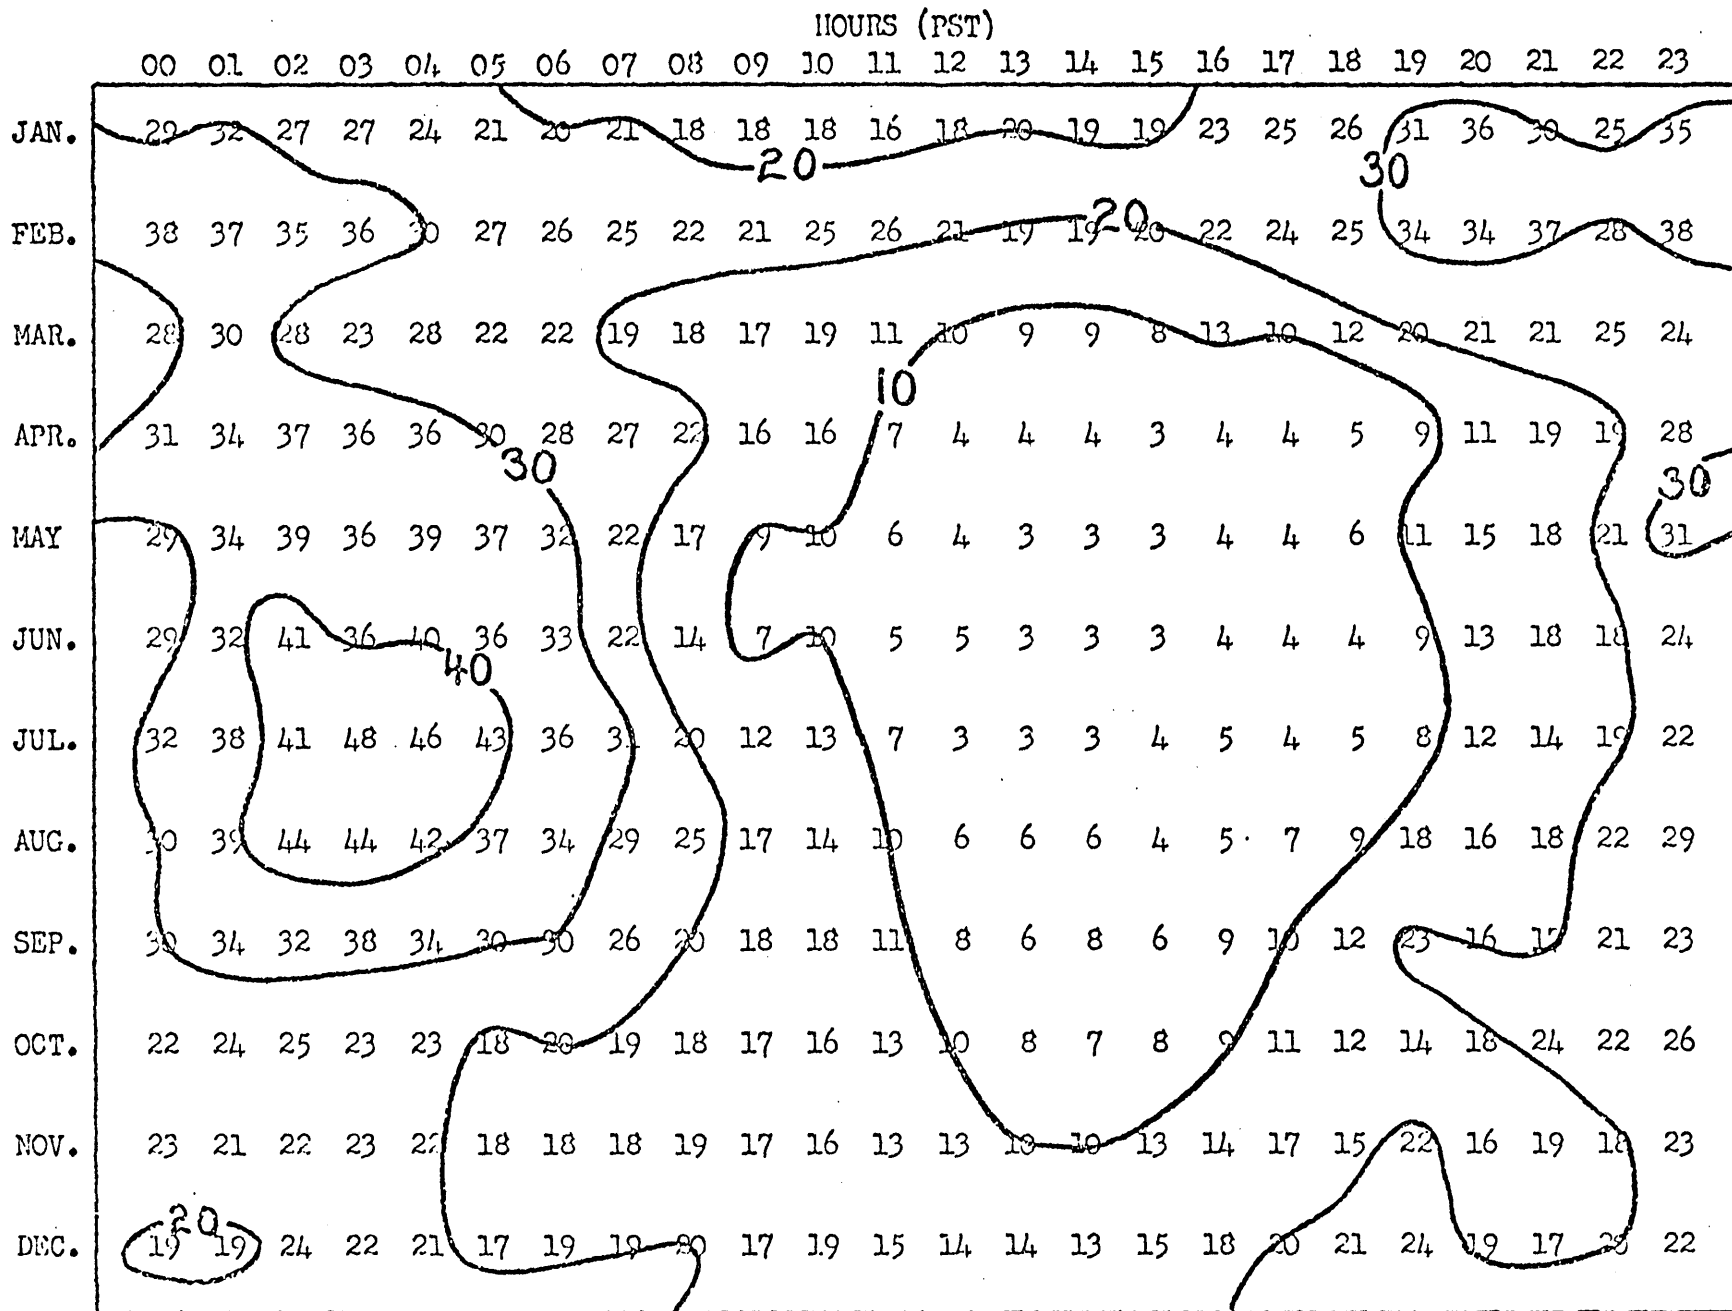 HOURS (PST)
00 01 02 03 04 05 06 07 08 09 10 11 12 13 14 15 16 17 18 19 20 21 22 23
JAN. 29 32 27 27 24 21 20 21 18 18 18 16 18 20 19 19 23 25 26 31 36 30 25 35
20 30
FEB. 38 37 35 36 30 27 26 25 22 21 25 26 21 19 19 20 22 24 25 34 34 37 28 38
20
MAR. 28 30 28 23 28 22 22 19 18 17 19 11 10 9 9 8 13 10 12 20 21 21 25 24
10
APR. 31 34 37 36 36 30 28 27 22 16 16 7 4 4 4 3 4 4 5 9 11 19 19 28
30 30
MAY 29 34 39 36 39 37 32 22 17 9 10 6 4 3 3 3 4 4 6 11 15 18 21 31
JUN. 29 32 41 36 40 36 33 22 14 7 10 5 5 3 3 3 4 4 4 9 13 18 18 24
40
JUL. 32 38 41 48 46 43 36 31 20 12 13 7 3 3 3 4 5 4 5 8 12 14 19 22
AUG. 30 39 44 44 42 37 34 29 25 17 14 10 6 6 6 4 5 7 9 18 16 18 22 29
SEP. 30 34 32 38 34 30 30 26 20 18 18 11 8 6 8 6 9 10 12 23 16 17 21 23
OCT. 22 24 25 23 23 18 20 19 18 17 16 13 10 8 7 8 9 11 12 14 18 24 22 26
NOV. 23 21 22 23 22 18 18 18 19 17 16 13 13 10 10 13 14 17 15 22 16 19 18 23
20
DEC. 19 19 24 22 21 17 19 19 20 17 19 15 14 14 13 15 18 20 21 24 19 17 20 22